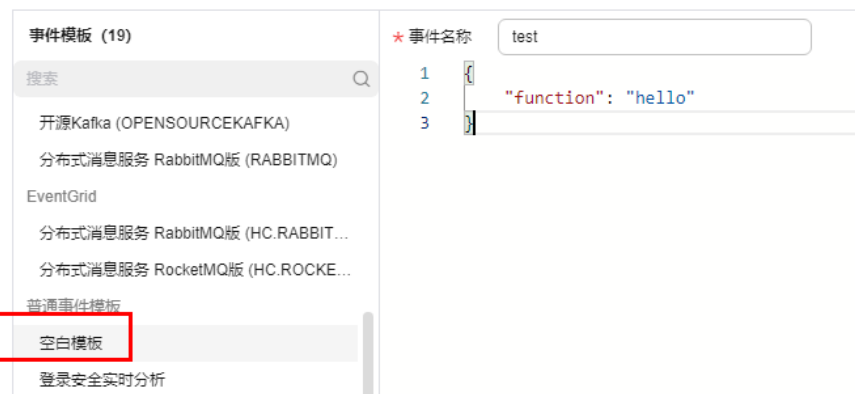 事件模板 (19)
搜索
开源Kafka (OPENSOURCEKAFKA)
分布式消息服务 RabbitMQ版 (RABBITMQ)
EventGrid
分布式消息服务 RabbitMQ版 (HC.RABBIT...
分布式消息服务 RocketMQ版 (HC.ROCKE...
普通事件模板
空白模板
登录安全实时分析
* 事件名称 test
1 {
2 "function": "hello"
3 }